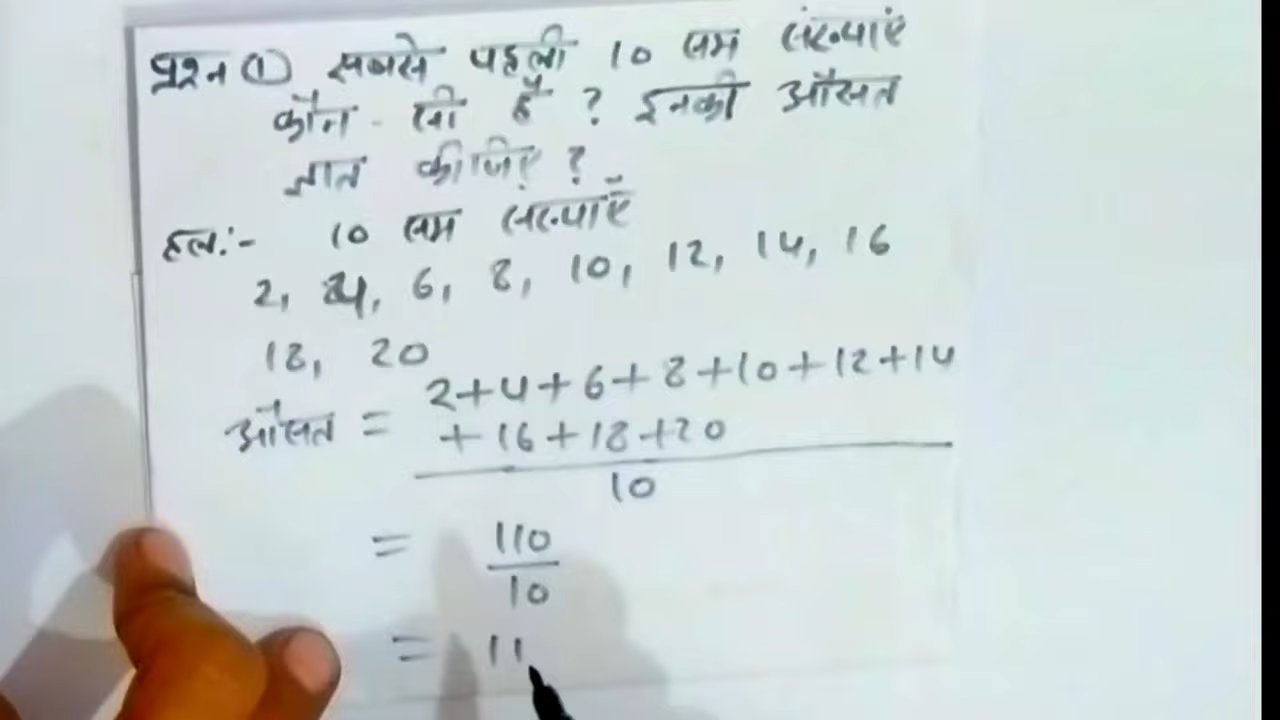 प्रश्न ① सबसे पहली 10 सम संख्याएं
कौन - सी है ? इनकी औसत
ज्ञात कीजिए ?
हल:- 10 सम संख्याएँ
2, 4, 6, 8, 10, 12, 14, 16
18, 20
औसत = 2+4+6+8+10+12+14
+16+18+20
10
= 110
10
= 11